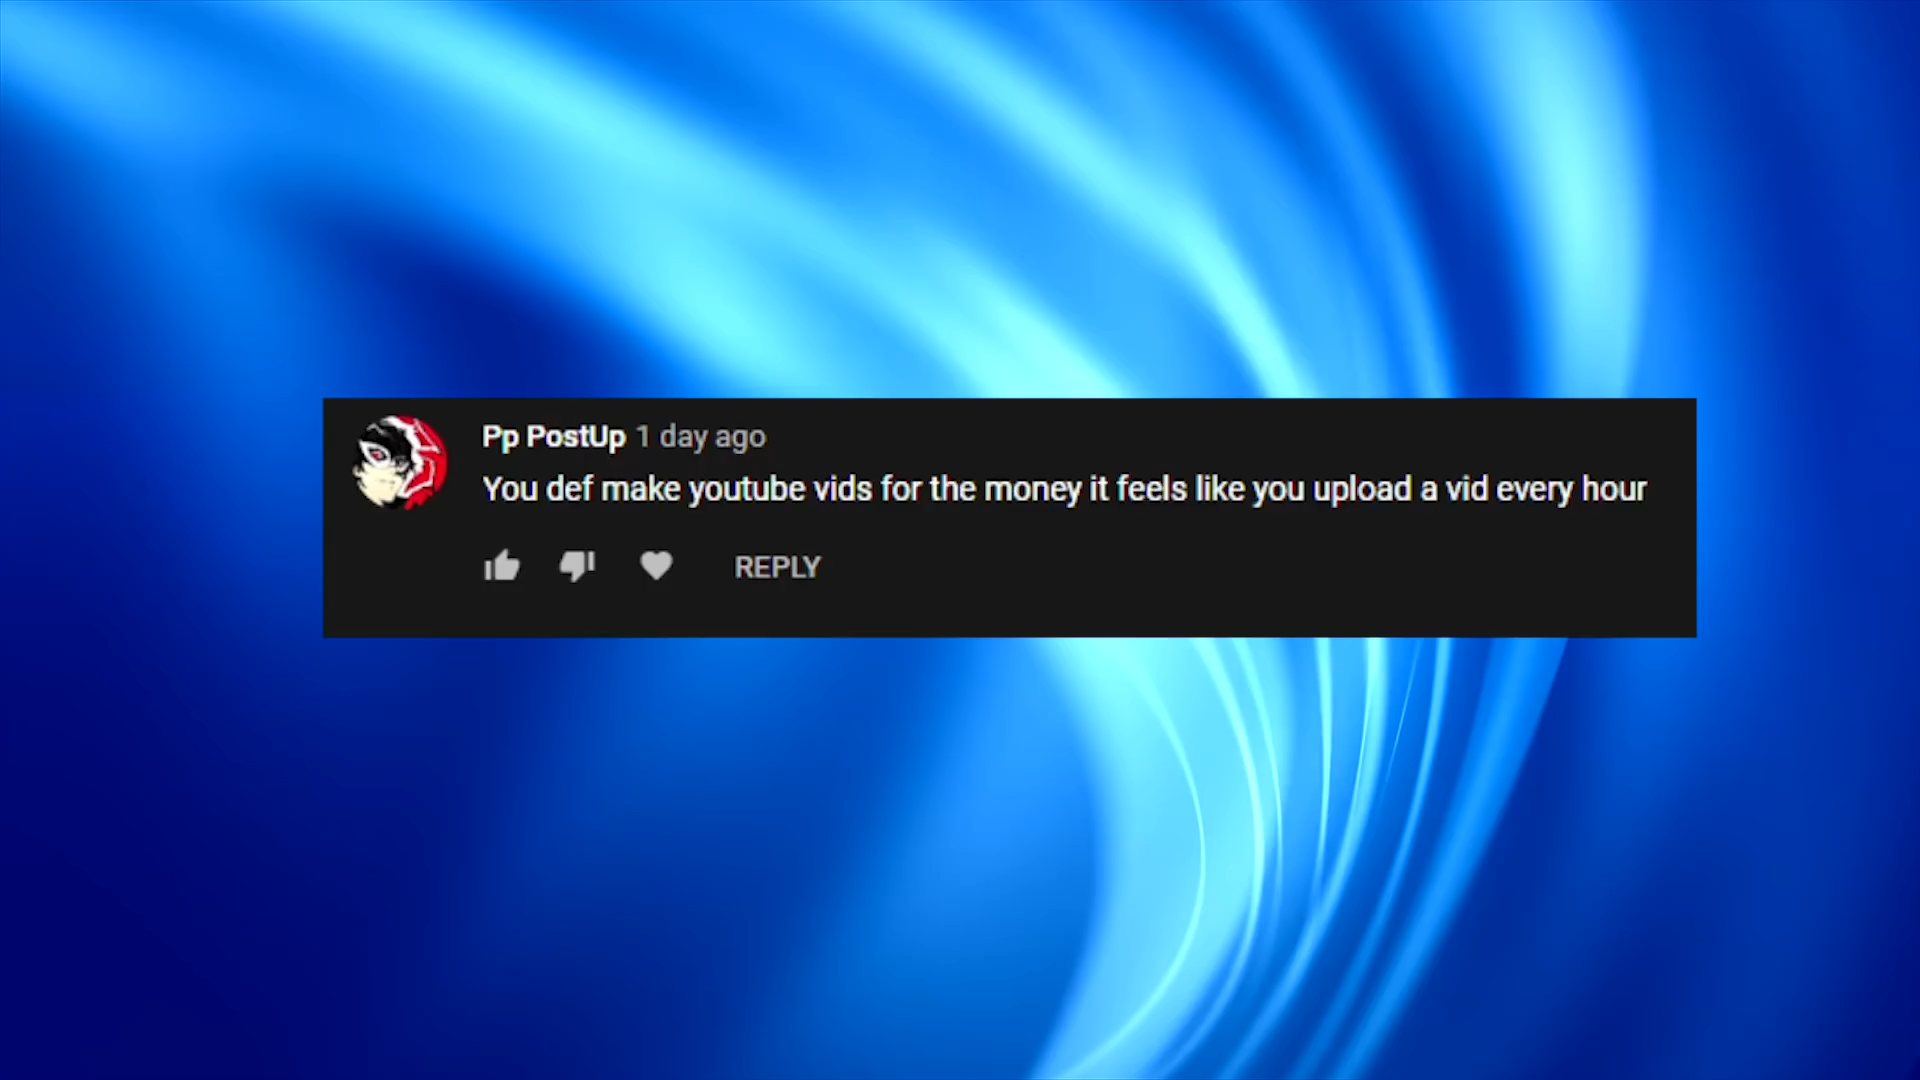 Pp PostUp 1 day ago
You def make youtube vids for the money it feels like you upload a vid every hour
REPLY